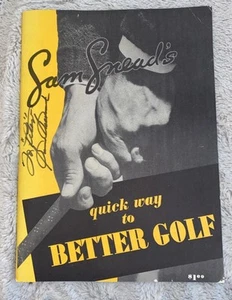 Sam Snead's
quick way
to
BETTER GOLF
$1.00